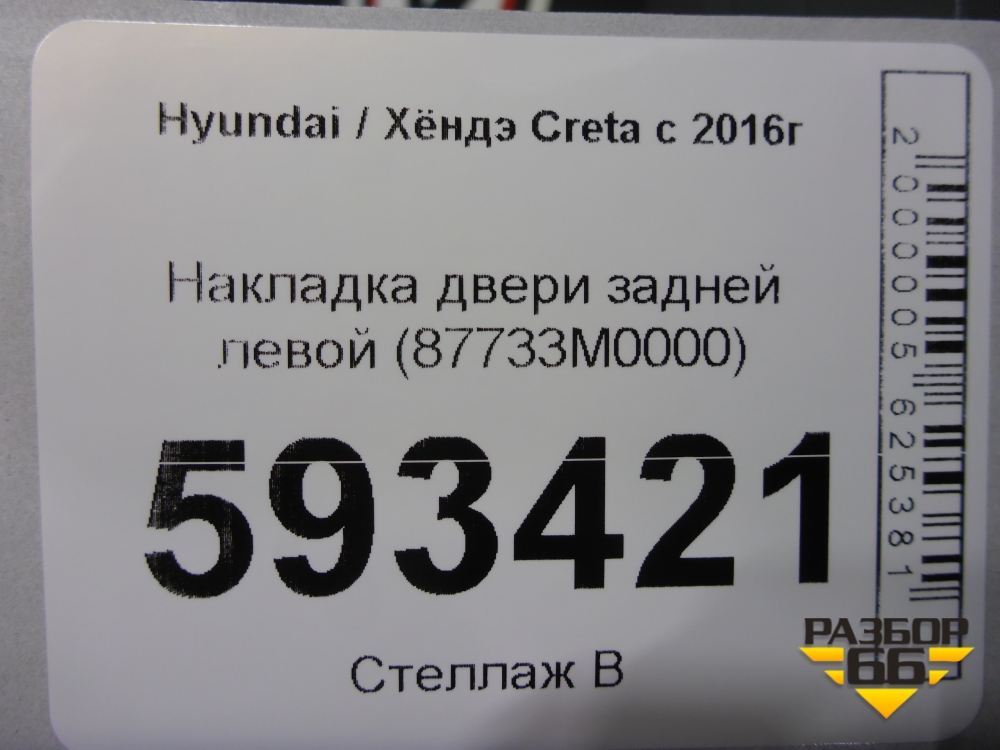 Hyundai / Хёндэ Creta с 2016г
Накладка двери задней
левой (87733M0000)
593421
Стеллаж В
2000005625381
РАЗБОР
66